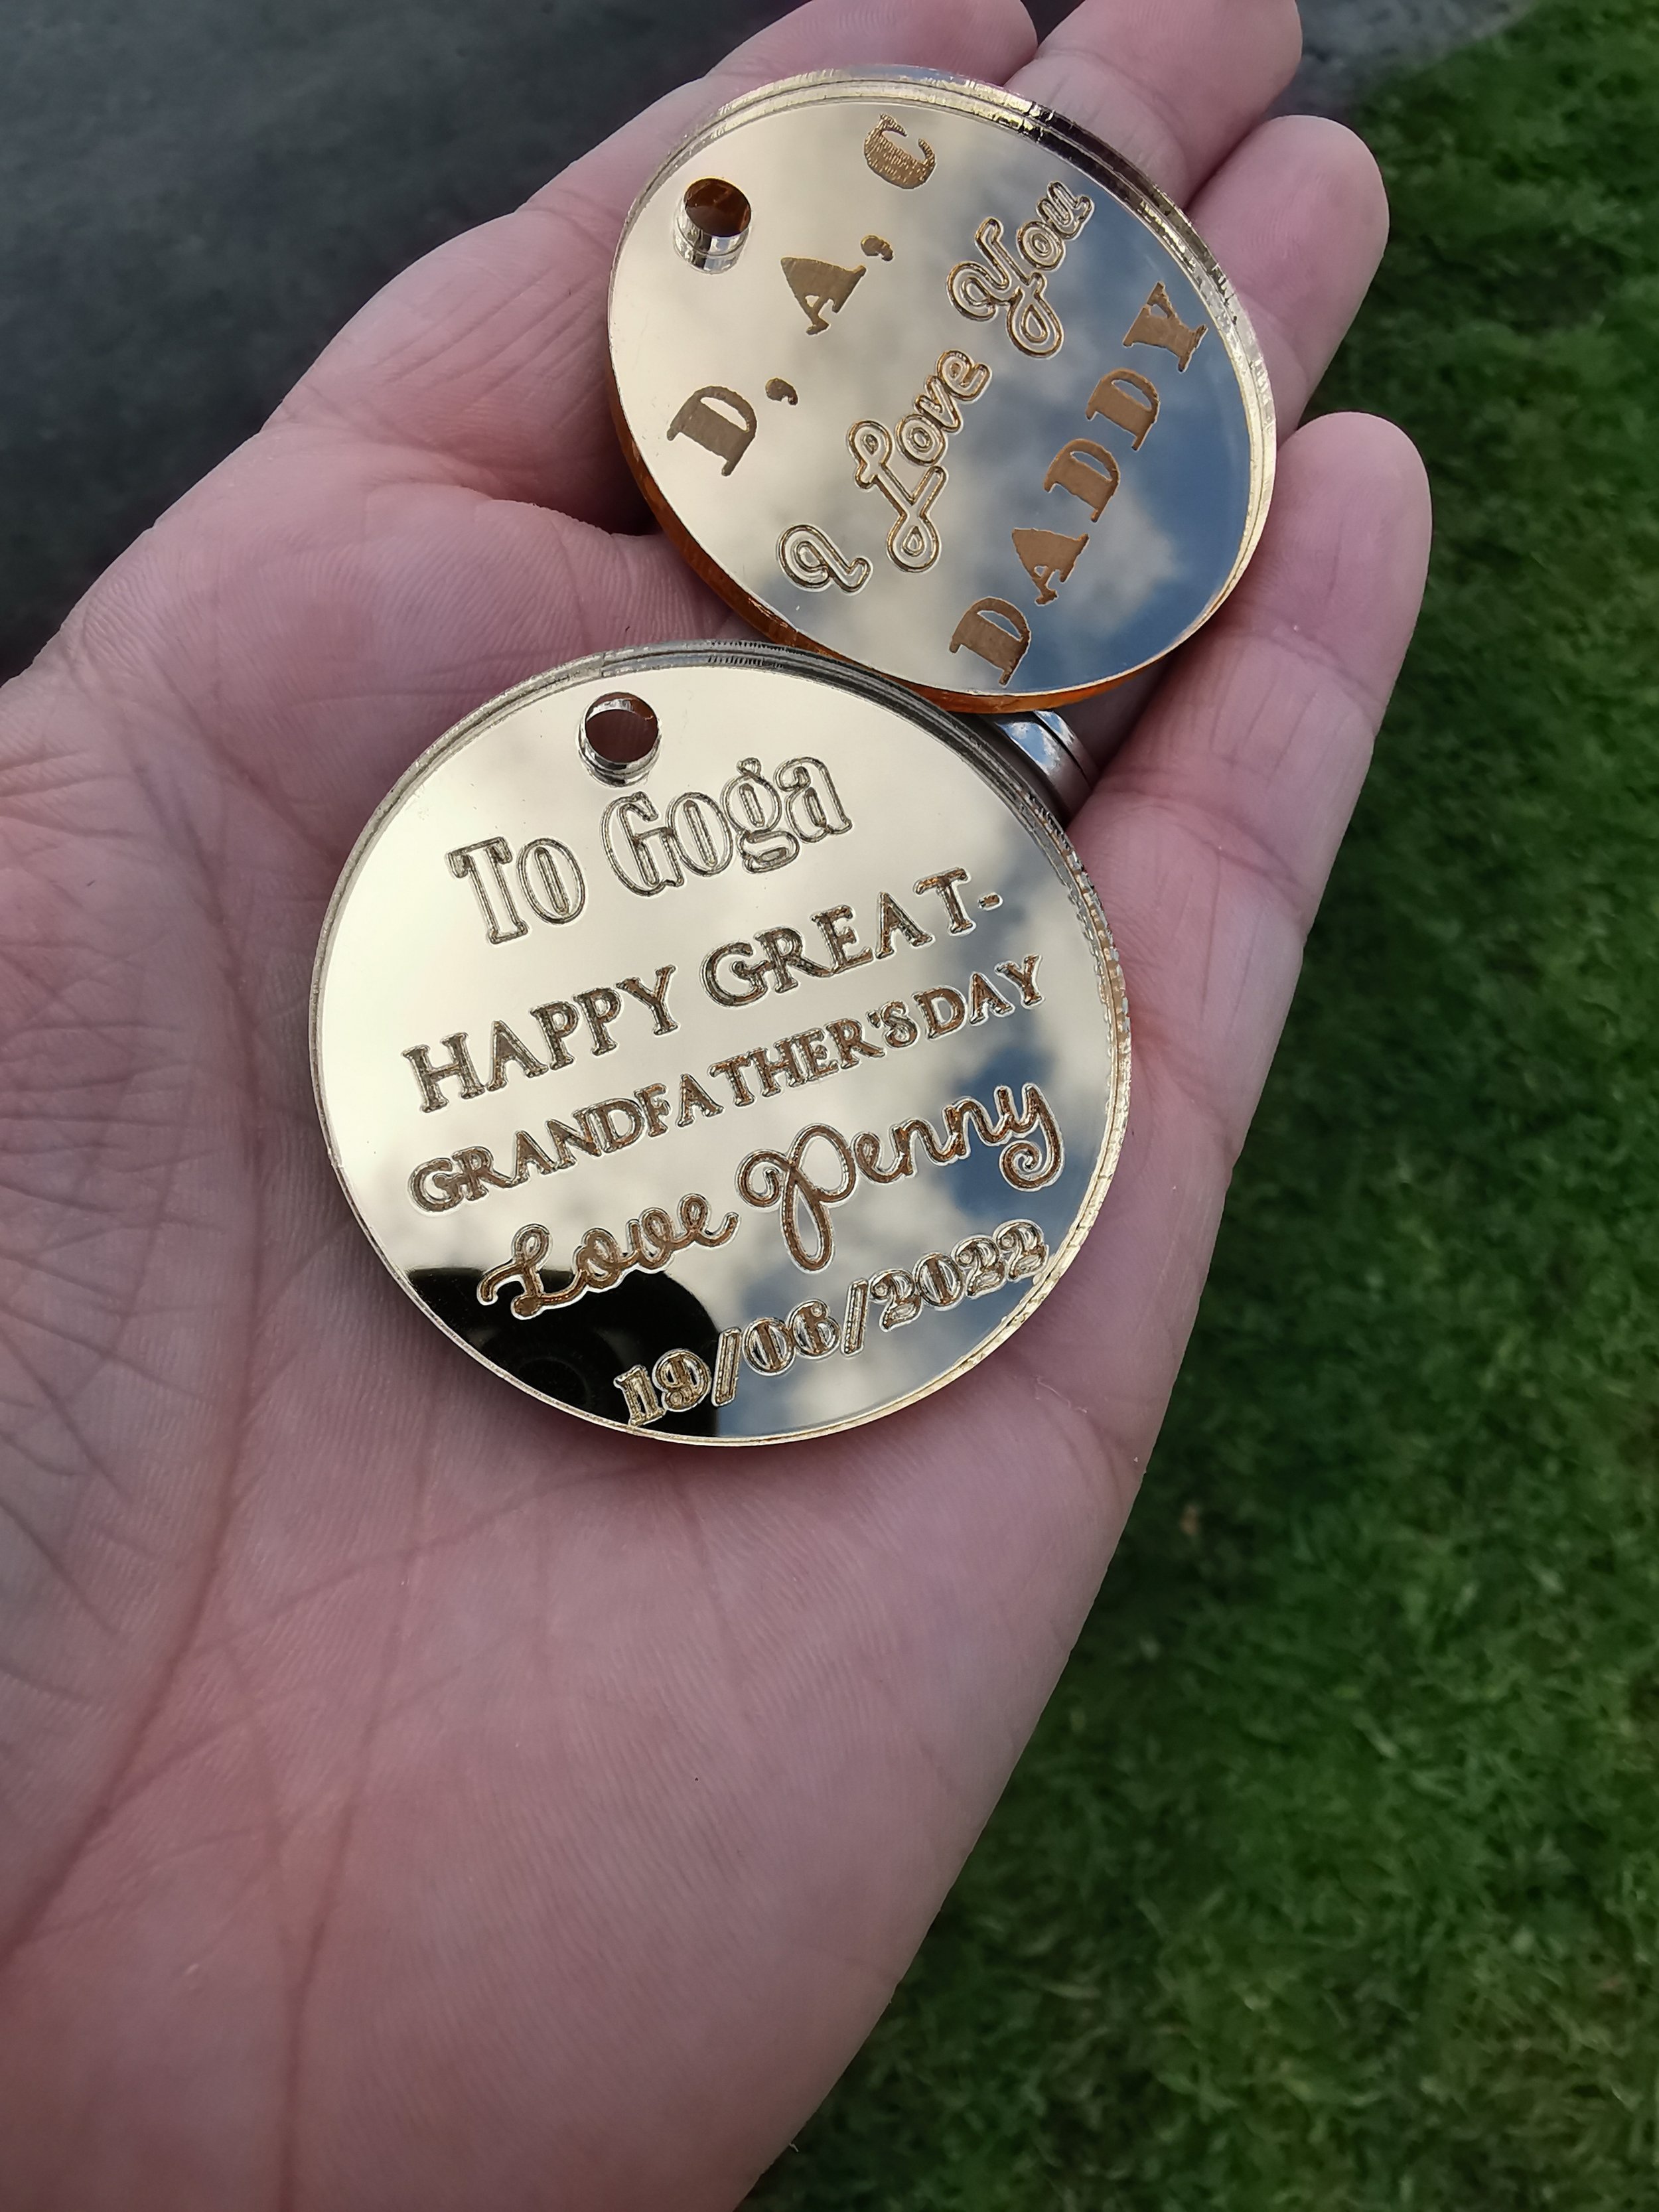 D, A, C
I Love You
DADDY
To Goga
HAPPY GREAT-
GRANDFATHER'S DAY
Love Penny
19/06/2022